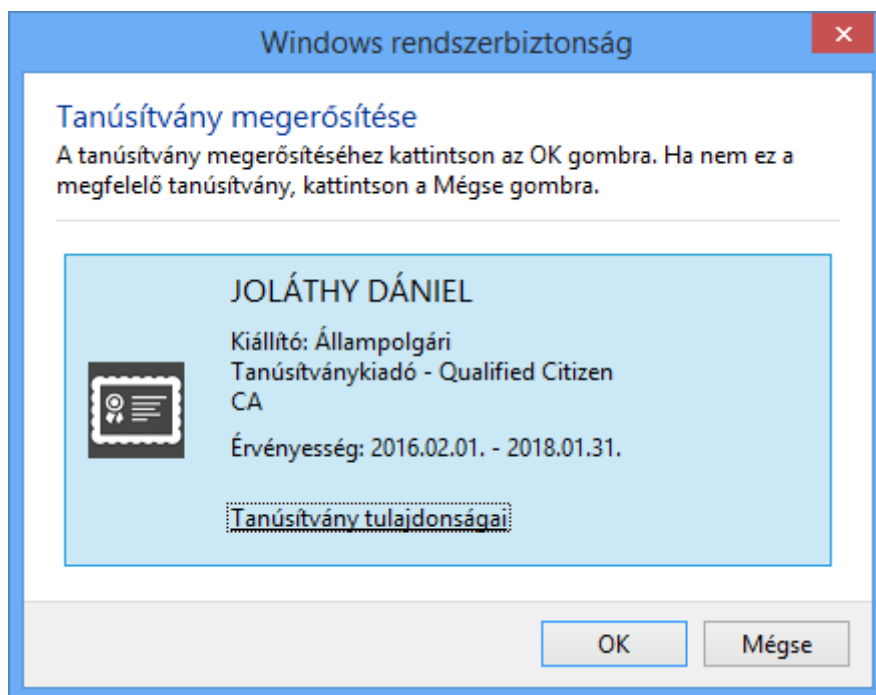 Windows rendszerbiztonság
Tanúsítvány megerősítése
A tanúsítvány megerősítéséhez kattintson az OK gombra. Ha nem ez a
megfelelő tanúsítvány, kattintson a Mégse gombra.
JOLÁTHY DÁNIEL
Kiállító: Állampolgári
Tanúsítványkiadó - Qualified Citizen
CA
Érvényesség: 2016.02.01. - 2018.01.31.
Tanúsítvány tulajdonságai
OK
Mégse